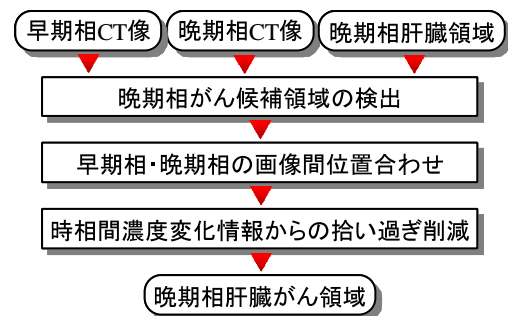 早期相CT像
晩期相CT像
晩期相肝臓領域
晩期相がん候補領域の検出
早期相・晩期相の画像間位置合わせ
時相間濃度変化情報からの拾い過ぎ削減
晩期相肝臓がん領域